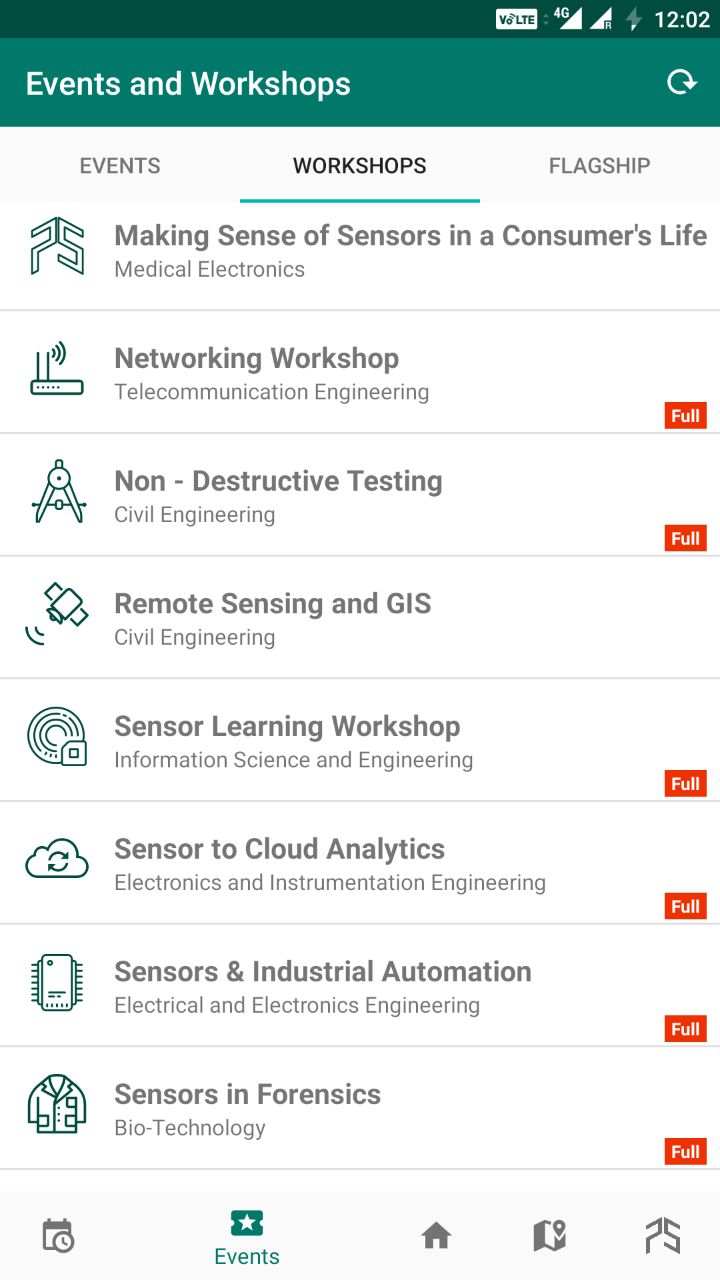 VoLTE 4G R 12:02
Events and Workshops
EVENTS WORKSHOPS FLAGSHIP
Making Sense of Sensors in a Consumer's Life
Medical Electronics
Networking Workshop
Telecommunication Engineering
Full
Non - Destructive Testing
Civil Engineering
Full
Remote Sensing and GIS
Civil Engineering
Sensor Learning Workshop
Information Science and Engineering
Full
Sensor to Cloud Analytics
Electronics and Instrumentation Engineering
Full
Sensors & Industrial Automation
Electrical and Electronics Engineering
Full
Sensors in Forensics
Bio-Technology
Full
Events